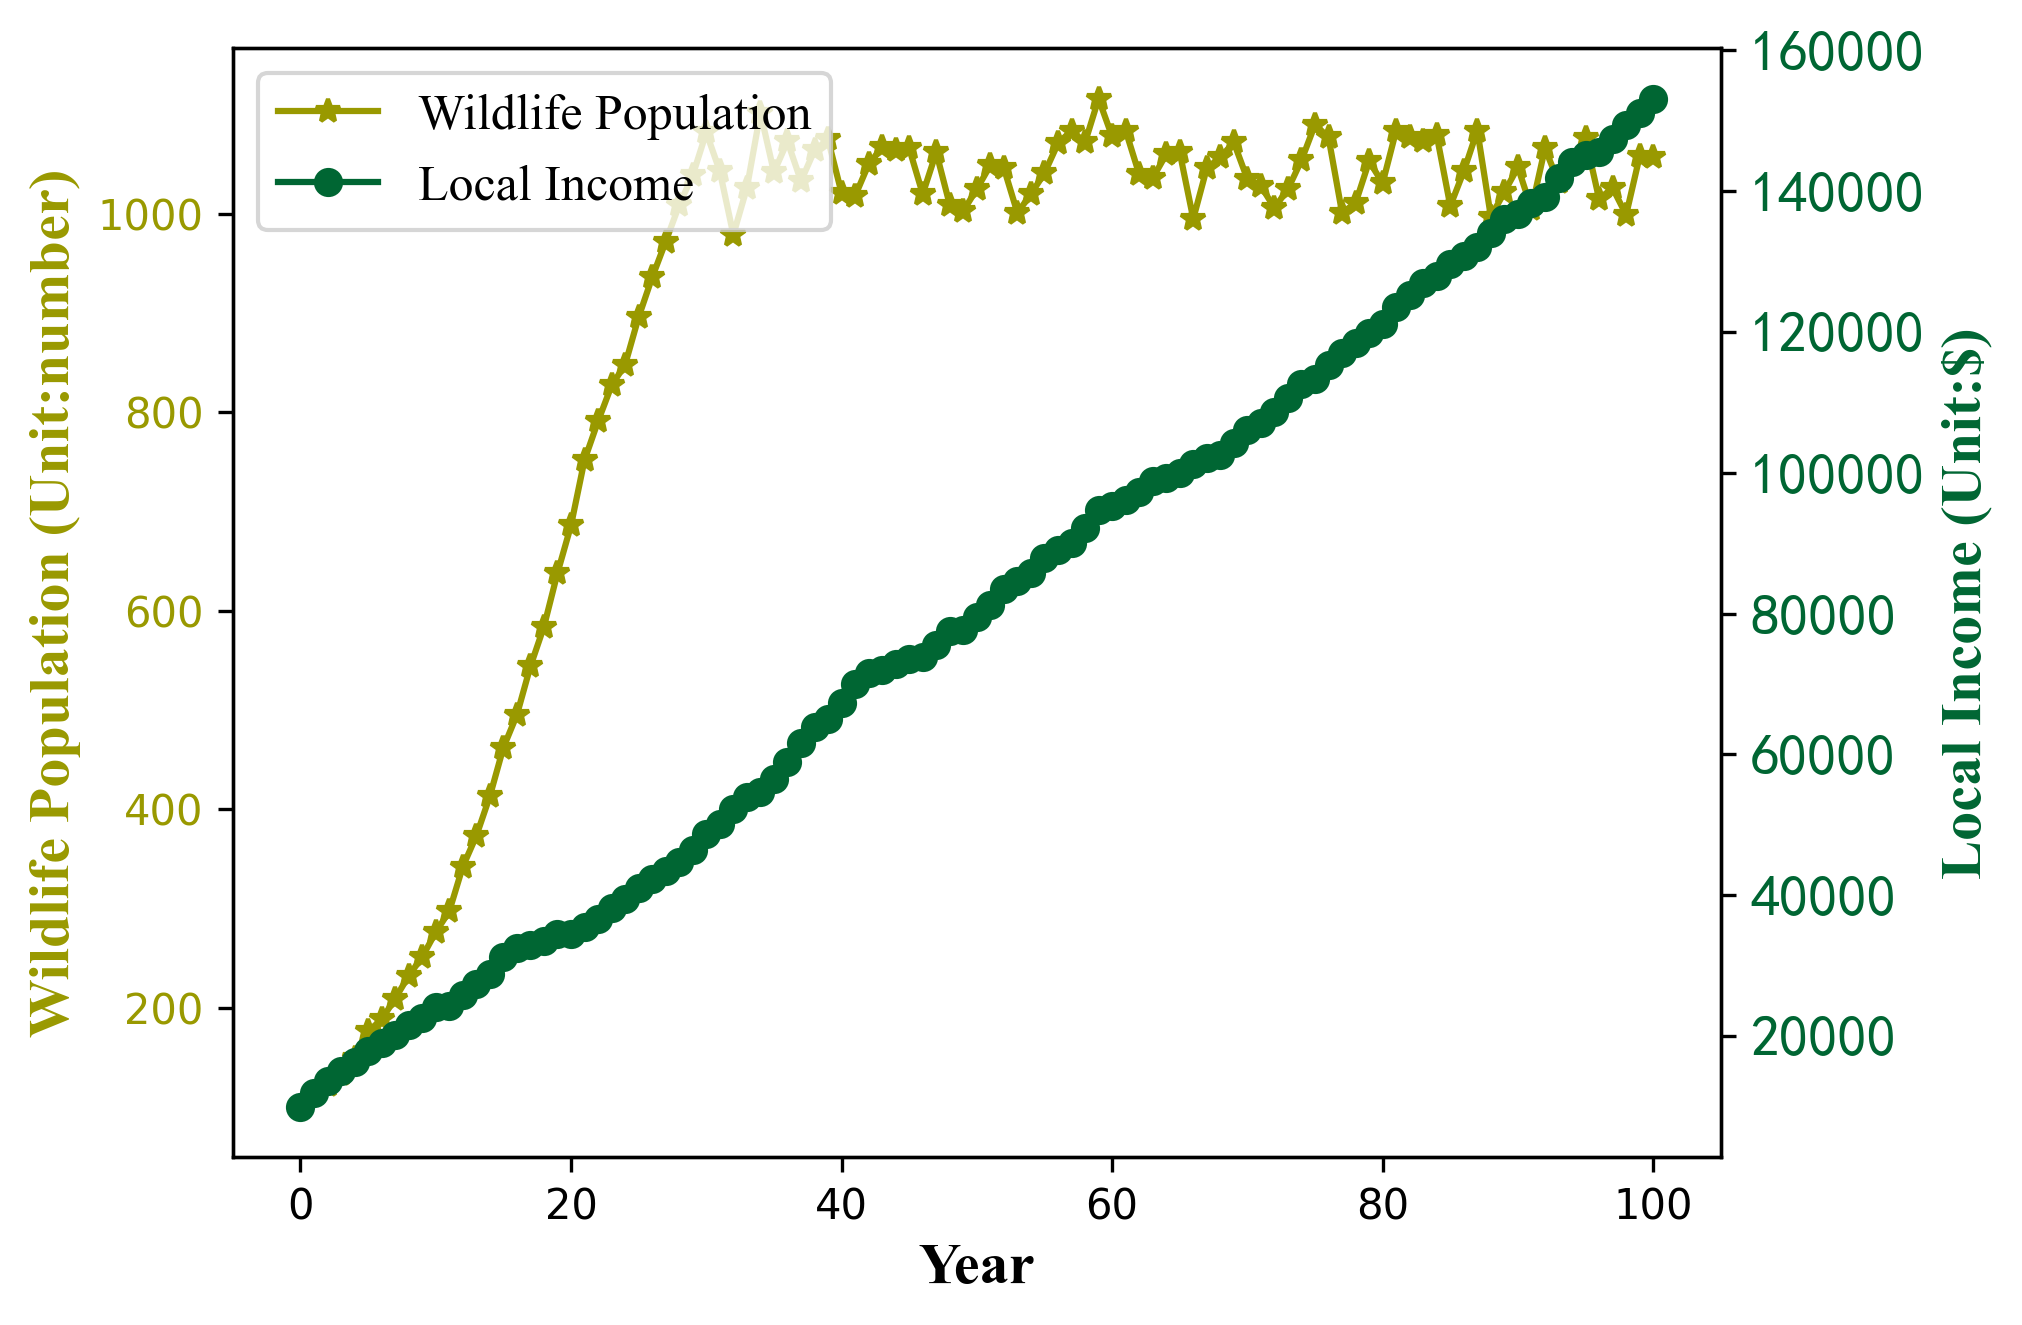 Wildlife Population
Local Income
Wildlife Population (Unit:number)
1000
800
600
400
200
160000
140000
120000
100000
80000
60000
40000
20000
Local Income (Unit:$)
0 20 40 60 80 100
Year